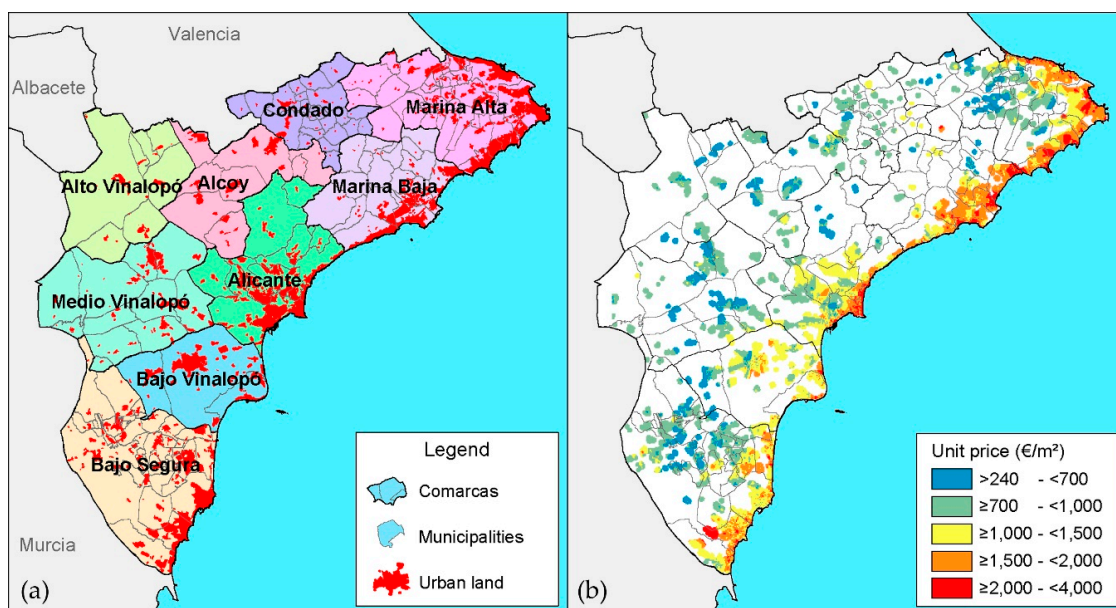 Valencia
Albacete
Condado
Marina Alta
Alto Vinalopó
Alcoy
Marina Baja
Alicante
Medio Vinalopó
Bajo Vinalopó
Bajo Segura
Murcia
Legend
Comarcas
Municipalities
Urban land
(a)
Unit price (€/m²)
>240 - <700
≥700 - <1,000
≥1,000 - <1,500
≥1,500 - <2,000
≥2,000 - <4,000
(b)